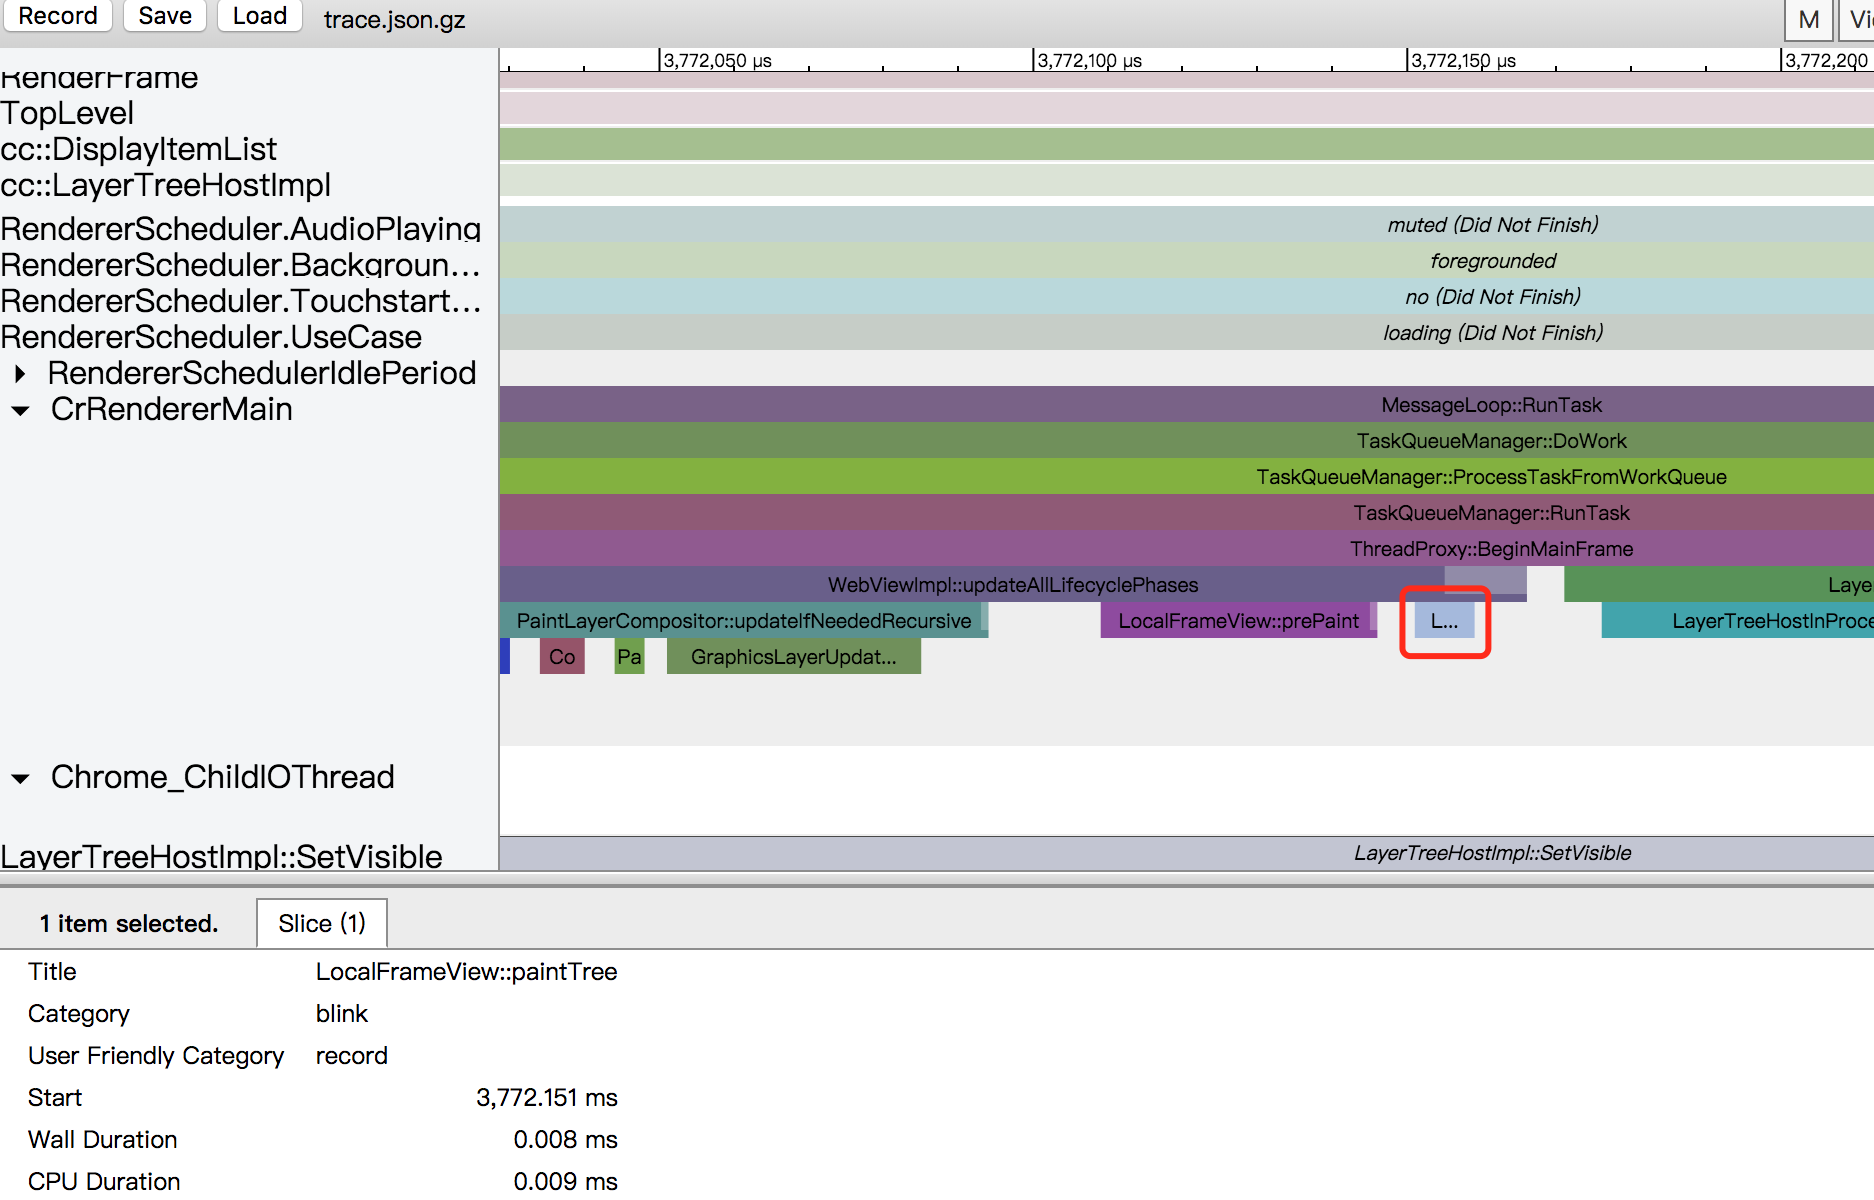 Record Save Load trace.json.gz M
3,772,050 µs 3,772,100 µs 3,772,150 µs 3,772,200
RenderFrame
TopLevel
cc::DisplayItemList
cc::LayerTreeHostImpl
RendererScheduler.AudioPlaying muted (Did Not Finish)
RendererScheduler.Backgroun... foregrounded
RendererScheduler.Touchstart... no (Did Not Finish)
RendererScheduler.UseCase loading (Did Not Finish)
RendererSchedulerIdlePeriod
CrRendererMain MessageLoop::RunTask
TaskQueueManager::DoWork
TaskQueueManager::ProcessTaskFromWorkQueue
TaskQueueManager::RunTask
ThreadProxy::BeginMainFrame
WebViewImpl::updateAllLifecyclePhases Laye
PaintLayerCompositor::updateIfNeededRecursive LocalFrameView::prePaint L... LayerTreeHostInProce
Co Pa GraphicsLayerUpdat...
Chrome_ChildIOThread
LayerTreeHostImpl::SetVisible LayerTreeHostImpl::SetVisible
1 item selected. Slice (1)
Title LocalFrameView::paintTree
Category blink
User Friendly Category record
Start 3,772.151 ms
Wall Duration 0.008 ms
CPU Duration 0.009 ms